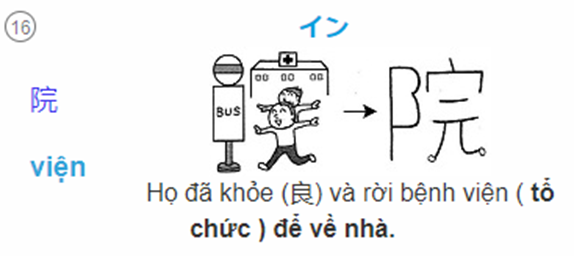 16
イン
院
BUS
院
viện
Họ đã khỏe (良) và rời bệnh viện ( tổ
chức ) để về nhà.